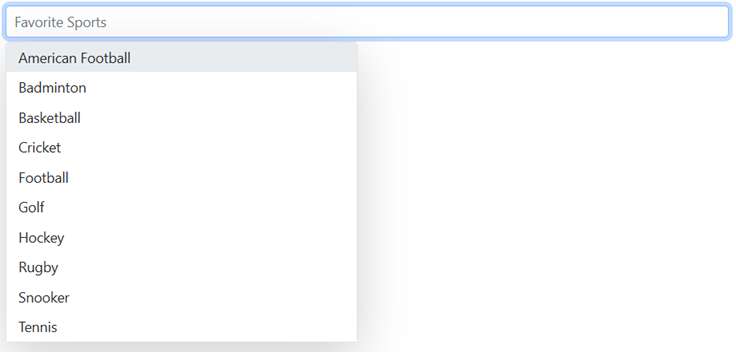 Favorite Sports
American Football
Badminton
Basketball
Cricket
Football
Golf
Hockey
Rugby
Snooker
Tennis